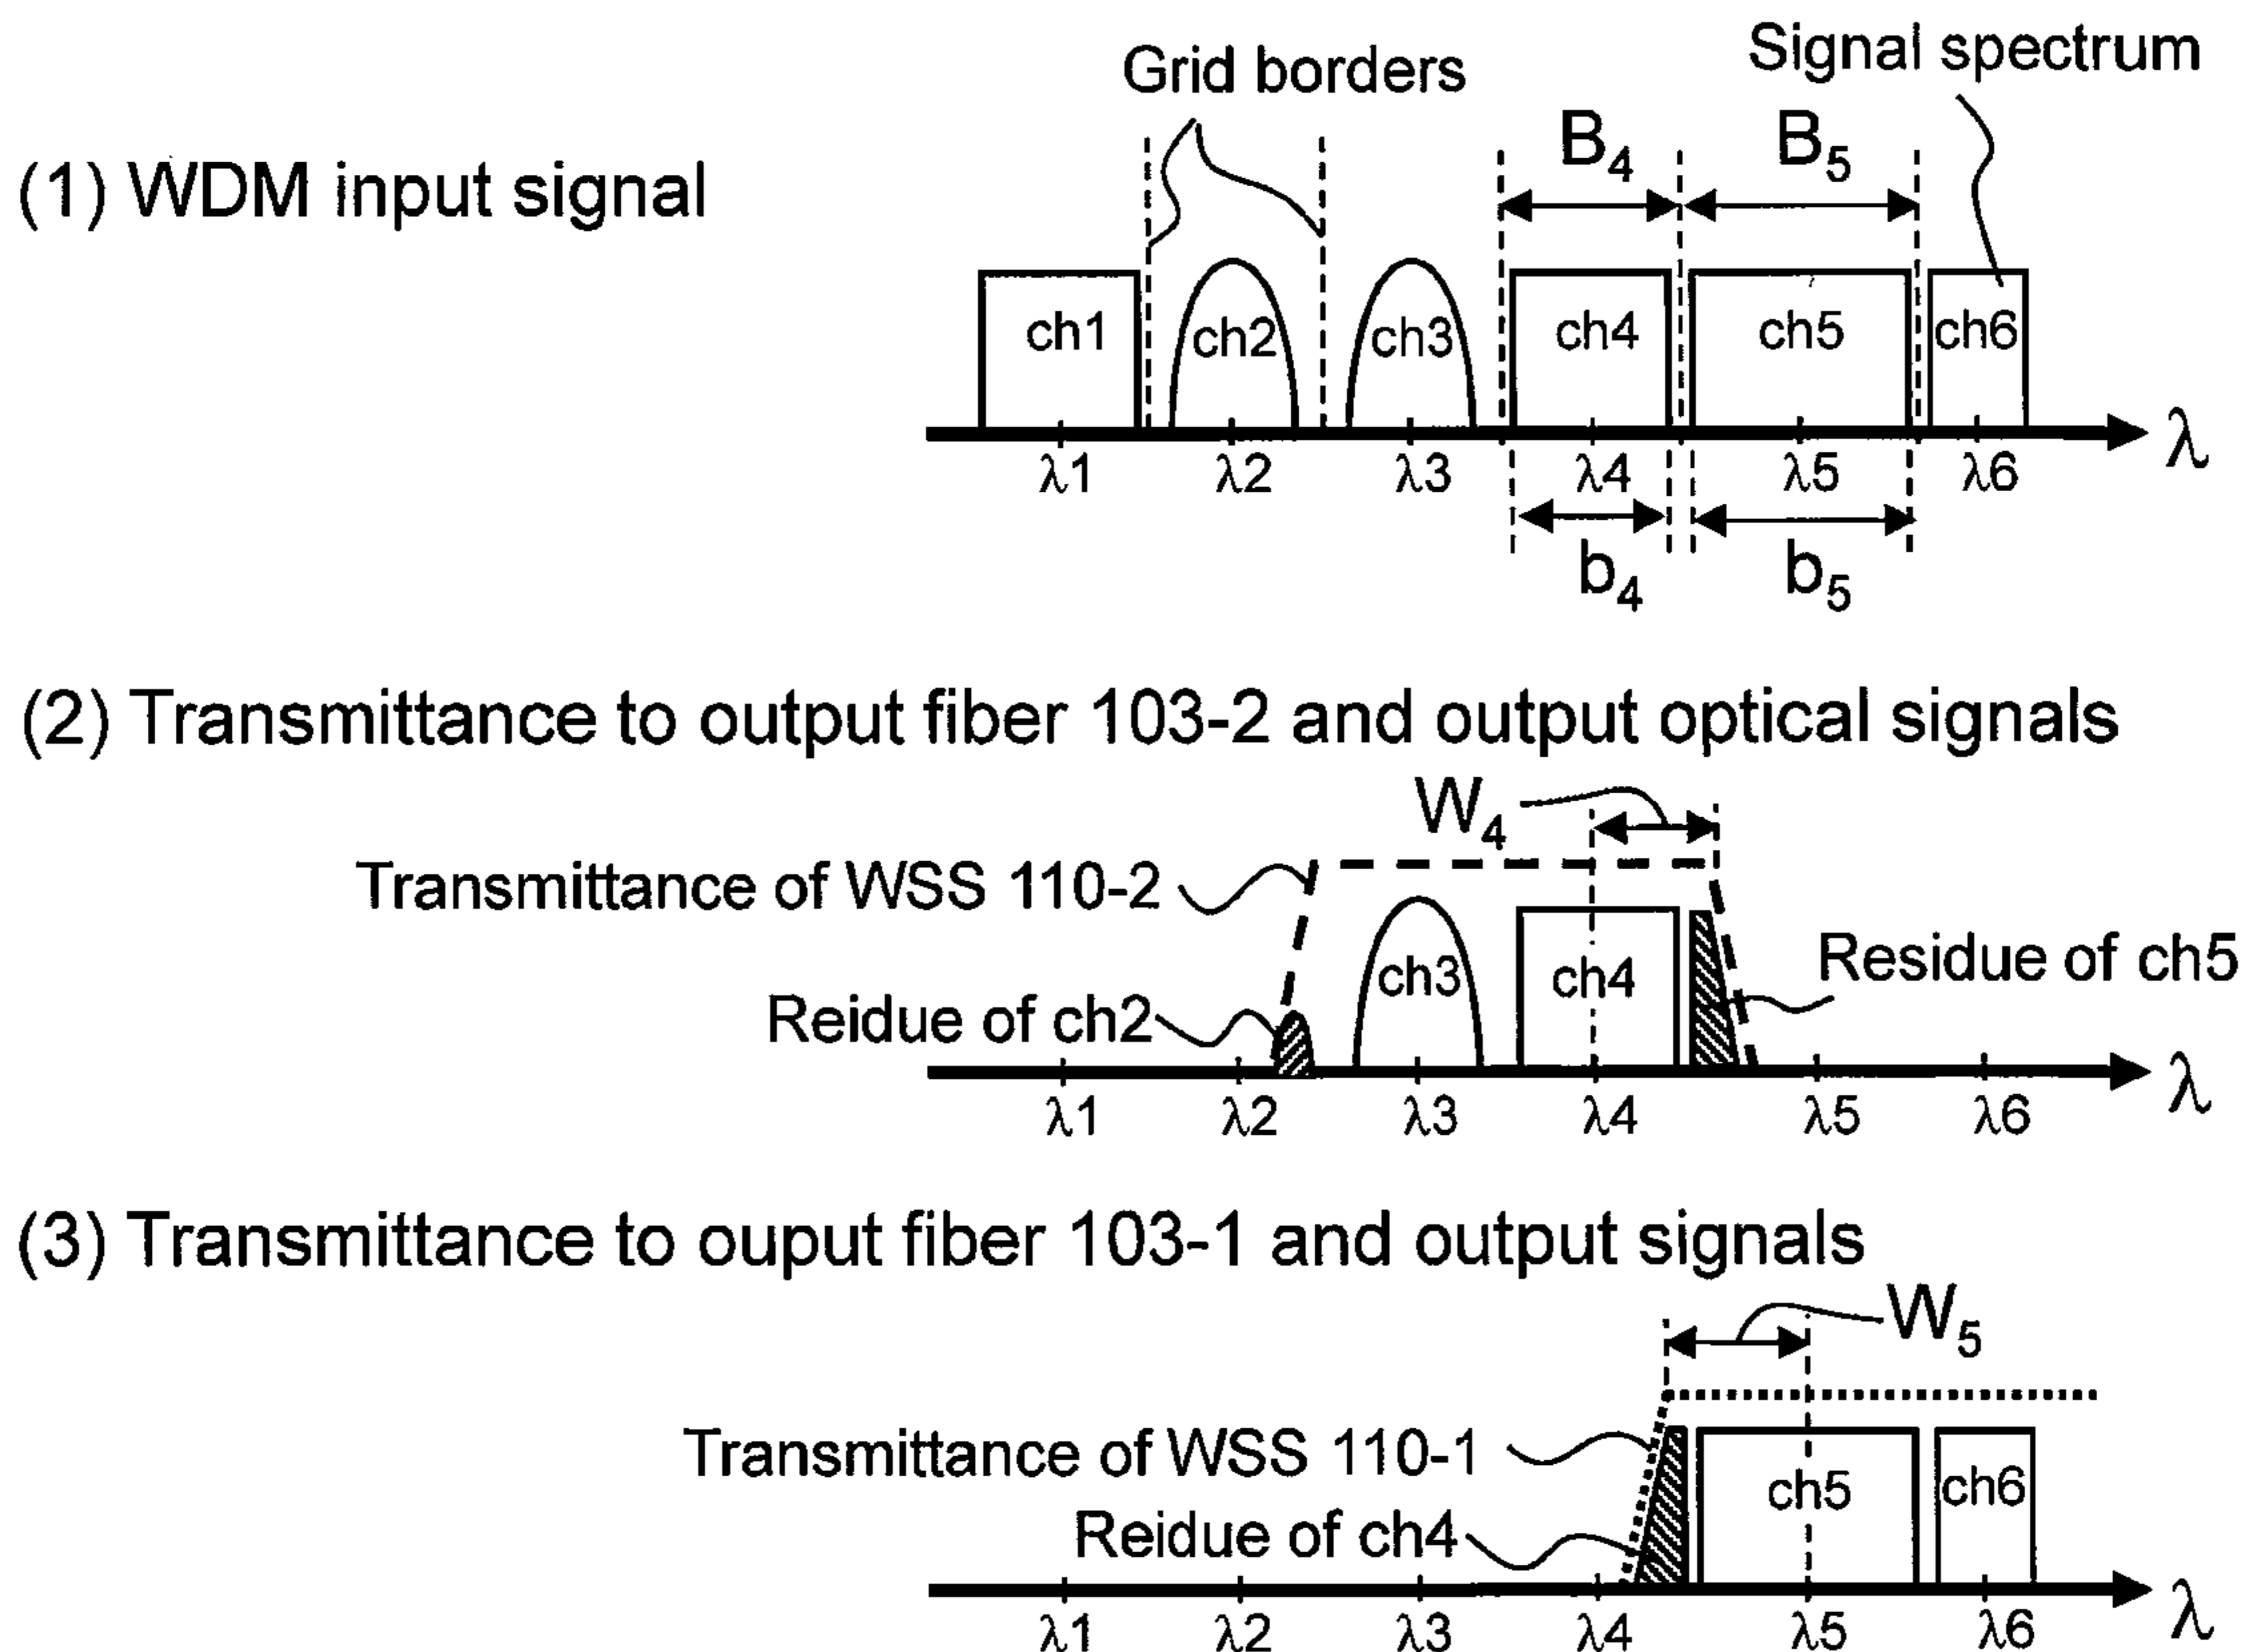 Signal spectrum
Grid borders
B4 B5
(1) WDM input signal
ch1 ch2 ch3 ch4 ch5 ch6
λ
λ1 λ2 λ3 λ4 λ5 λ6
b4 b5
(2) Transmittance to output fiber 103-2 and output optical signals
W4
Transmittance of WSS 110-2
Residue of ch5
ch3 ch4
Reidue of ch2
λ
λ1 λ2 λ3 λ4 λ5 λ6
(3) Transmittance to ouput fiber 103-1 and output signals
W5
Transmittance of WSS 110-1
ch5 ch6
Reidue of ch4
λ
λ1 λ2 λ3 λ4 λ5 λ6